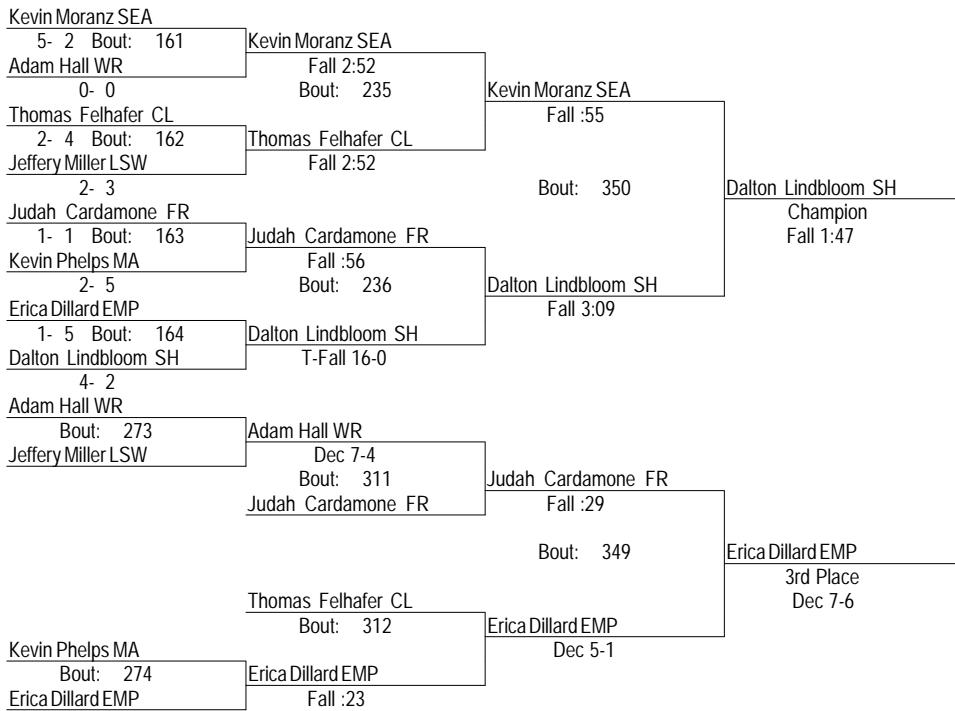 Kevin Moranz SEA
5- 2 Bout: 161
Adam Hall WR
0- 0
Thomas Felhafer CL
2- 4 Bout: 162
Jeffery Miller LSW
2- 3
Judah Cardamone FR
1- 1 Bout: 163
Kevin Phelps MA
2- 5
Erica Dillard EMP
1- 5 Bout: 164
Dalton Lindbloom SH
4- 2
Adam Hall WR
Bout: 273
Jeffery Miller LSW
Kevin Phelps MA
Bout: 274
Erica Dillard EMP
Kevin Moranz SEA
Fall 2:52
Bout: 235
Thomas Felhafer CL
Fall 2:52
Judah Cardamone FR
Fall :56
Bout: 236
Dalton Lindbloom SH
T-Fall 16-0
Adam Hall WR
Dec 7-4
Bout: 311
Judah Cardamone FR
Thomas Felhafer CL
Bout: 312
Erica Dillard EMP
Fall :23
Kevin Moranz SEA
Fall :55
Bout: 350
Dalton Lindbloom SH
Fall 3:09
Judah Cardamone FR
Fall :29
Bout: 349
Erica Dillard EMP
Dec 5-1
Dalton Lindbloom SH
Champion
Fall 1:47
Erica Dillard EMP
3rd Place
Dec 7-6